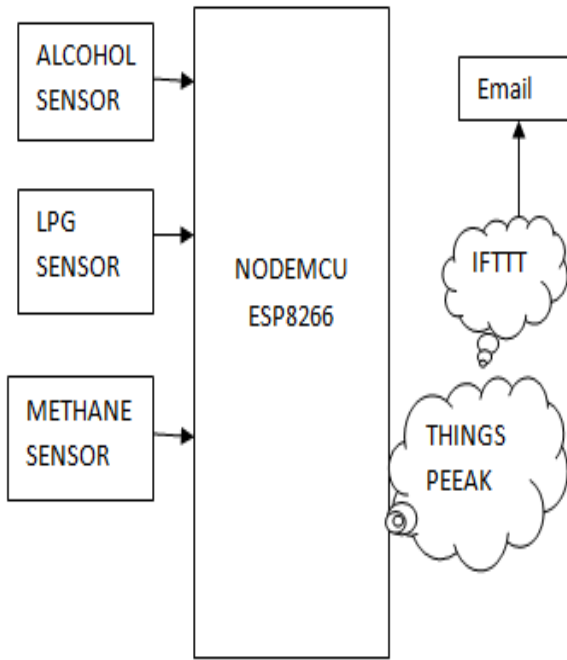 ALCOHOL
SENSOR
LPG
SENSOR
METHANE
SENSOR
NODEMCU
ESP8266
Email
IFTTT
THINGS
PEEAK